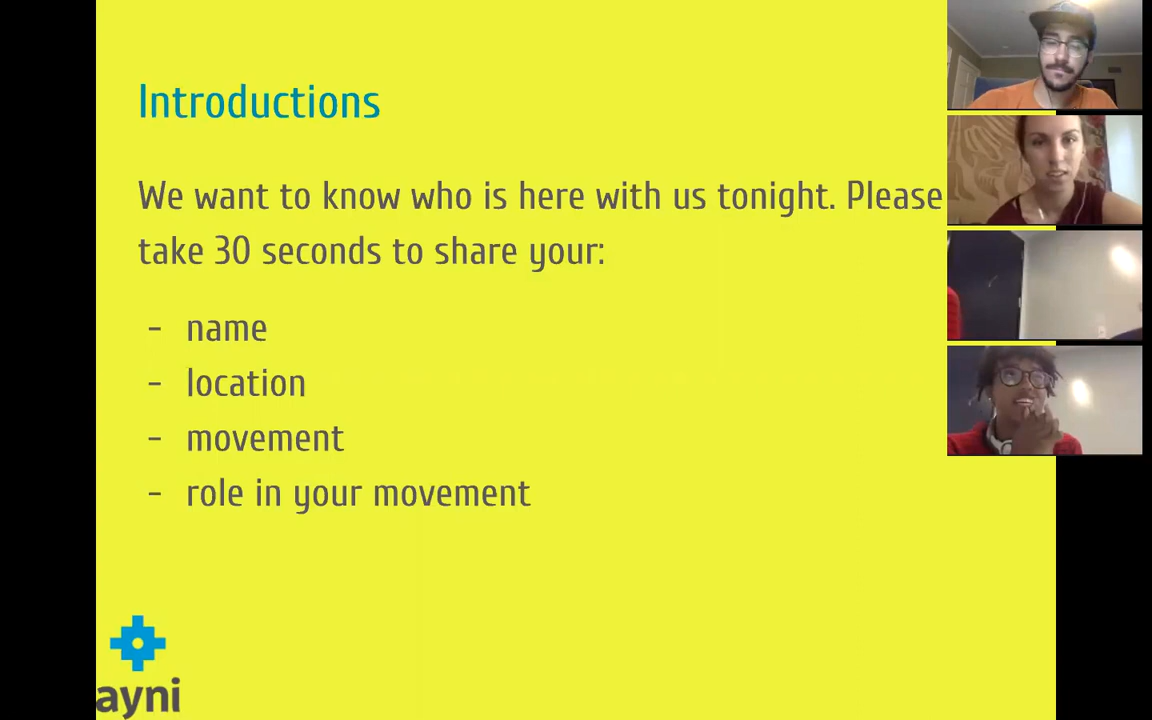 Introductions
We want to know who is here with us tonight. Please
take 30 seconds to share your:
- name
- location
- movement
- role in your movement
ayni